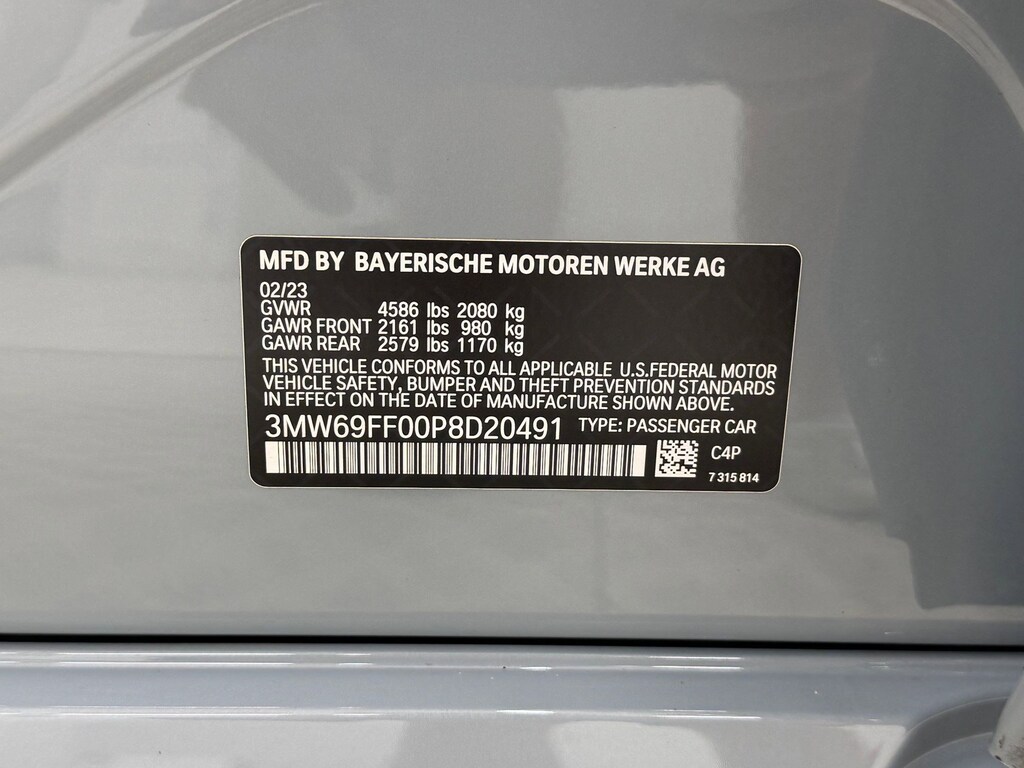 MFD BY BAYERISCHE MOTOREN WERKE AG
02/23
GVWR 4586 lbs 2080 kg
GAWR FRONT 2161 lbs 980 kg
GAWR REAR 2579 lbs 1170 kg
THIS VEHICLE CONFORMS TO ALL APPLICABLE U.S.FEDERAL MOTOR
VEHICLE SAFETY, BUMPER AND THEFT PREVENTION STANDARDS
IN EFFECT ON THE DATE OF MANUFACTURE SHOWN ABOVE.
3MW69FF00P8D20491 TYPE: PASSENGER CAR
C4P
7 315 814